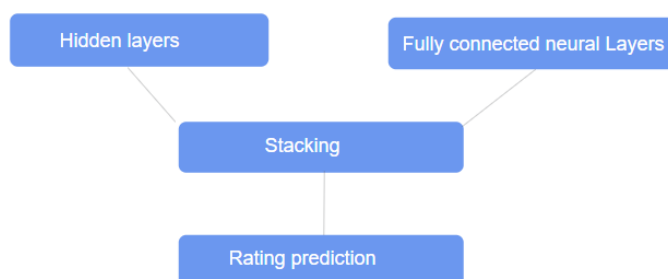 Hidden layers
Fully connected neural Layers
Stacking
Rating prediction